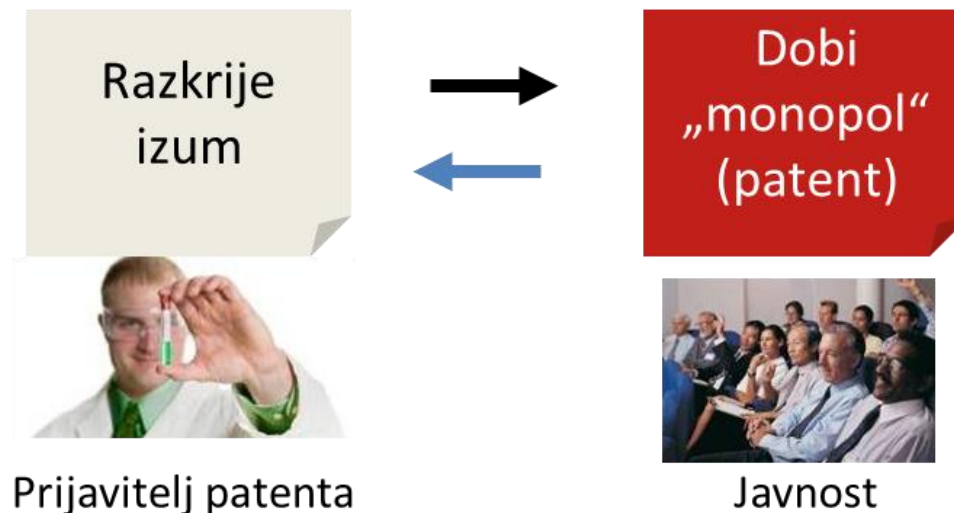 Razkrije
izum
Dobi
„monopol“
(patent)
Prijavitelj patenta
Javnost